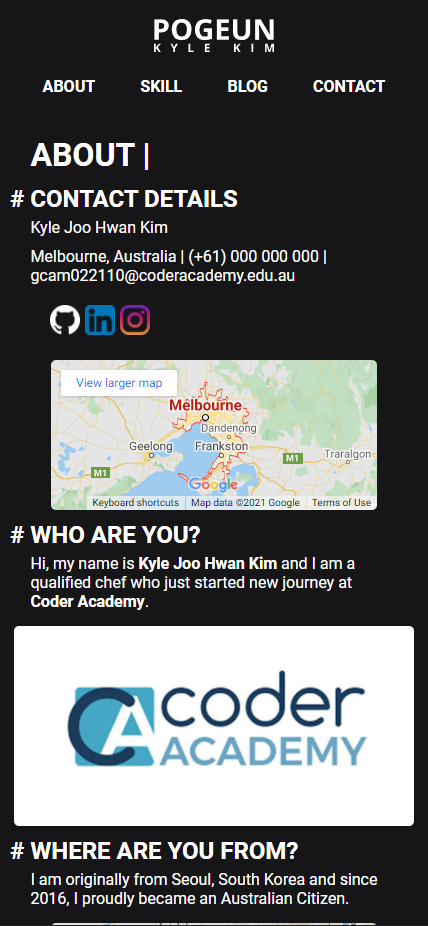 POGEUN
KYLE KIM
ABOUT SKILL BLOG CONTACT
ABOUT |
# CONTACT DETAILS
Kyle Joo Hwan Kim
Melbourne, Australia | (+61) 000 000 000 |
gcam022110@coderacademy.edu.au
in
View larger map
Melbourne
Dandenong
Geelong
Frankston
M1
Traralgon
M1
Google
Keyboard shortcuts Map data ©2021 Google Terms of Use
# WHO ARE YOU?
Hi, my name is Kyle Joo Hwan Kim and I am a
qualified chef who just started new journey at
Coder Academy.
CA coder
ACADEMY
# WHERE ARE YOU FROM?
I am originally from Seoul, South Korea and since
2016, I proudly became an Australian Citizen.